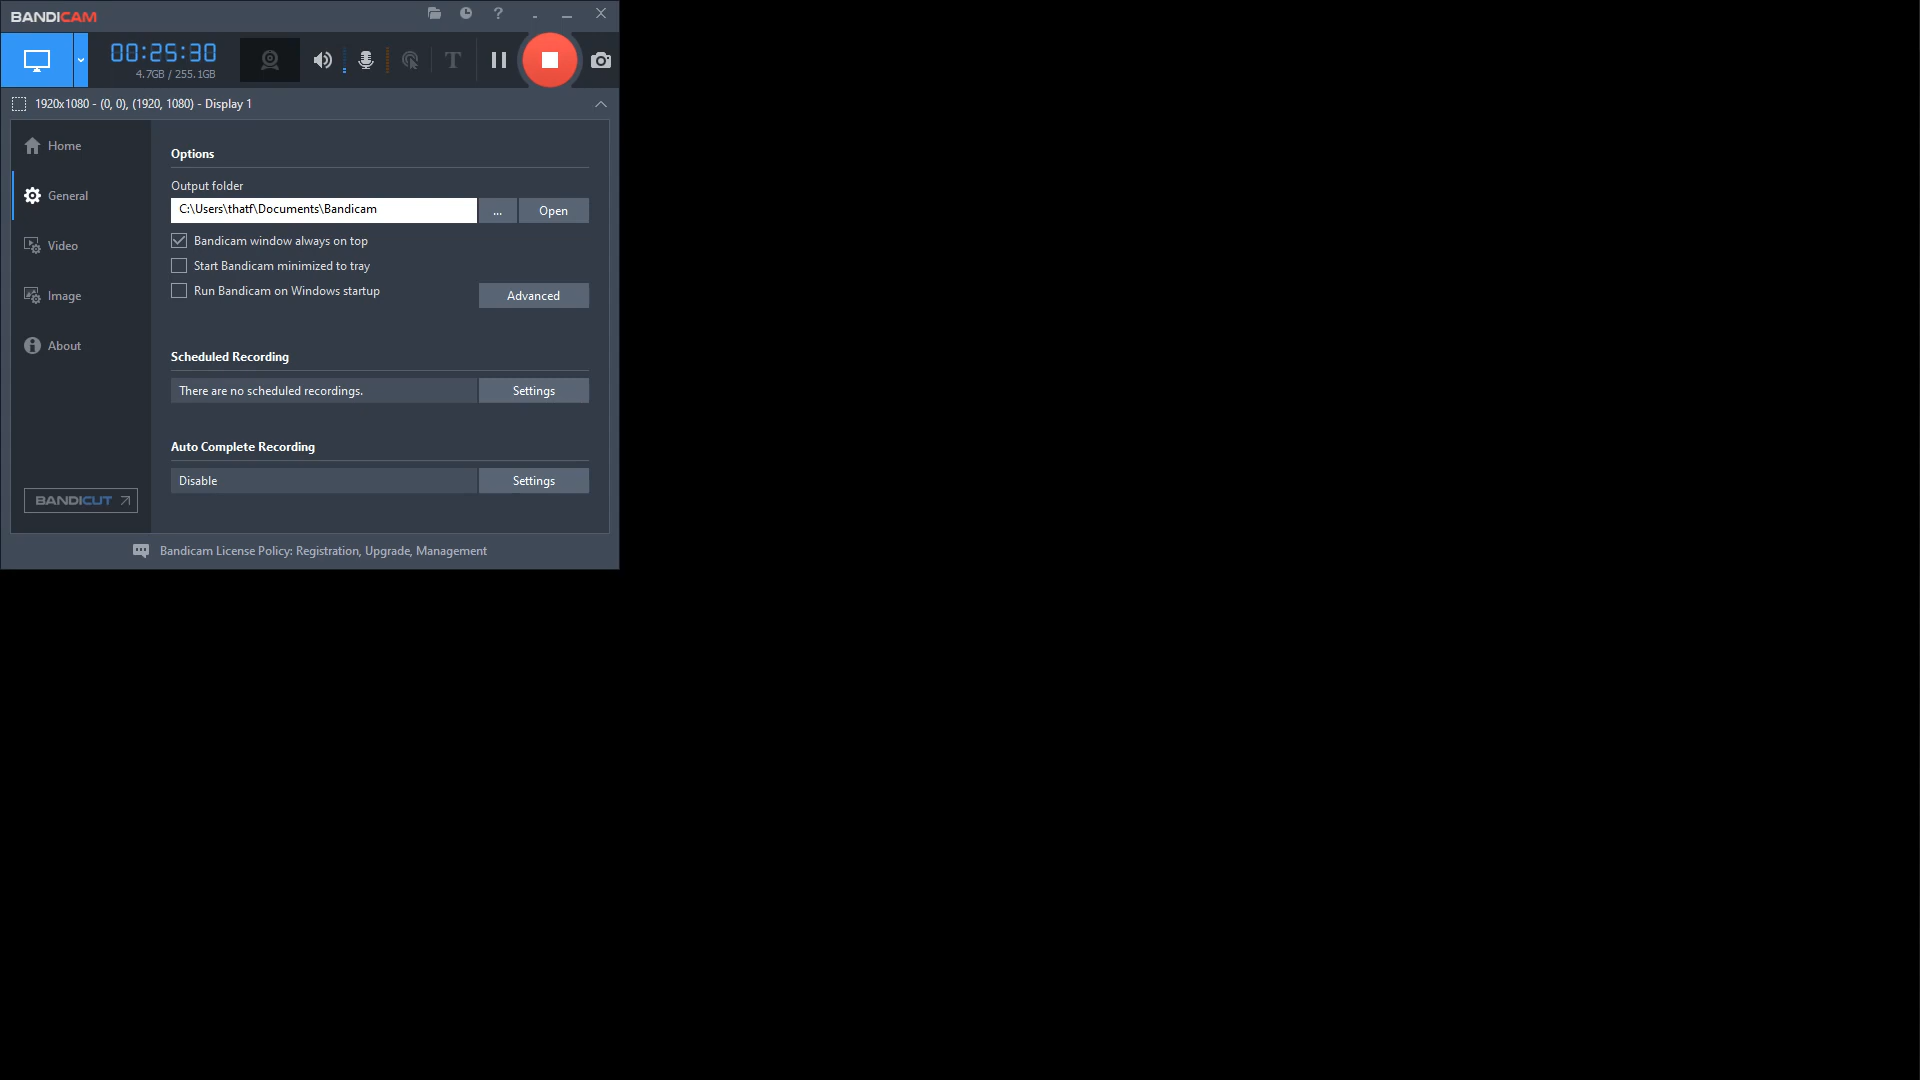 BANDICAM
00:25:30
4.7GB / 255.1GB
T
1920x1080 - (0, 0), (1920, 1080) - Display 1
Home
General
Video
Image
About
BANDICUT
Options
Output folder
C:\Users\thatf\Documents\Bandicam
...
Open
Bandicam window always on top
Start Bandicam minimized to tray
Run Bandicam on Windows startup
Advanced
Scheduled Recording
There are no scheduled recordings.
Settings
Auto Complete Recording
Disable
Settings
Bandicam License Policy: Registration, Upgrade, Management